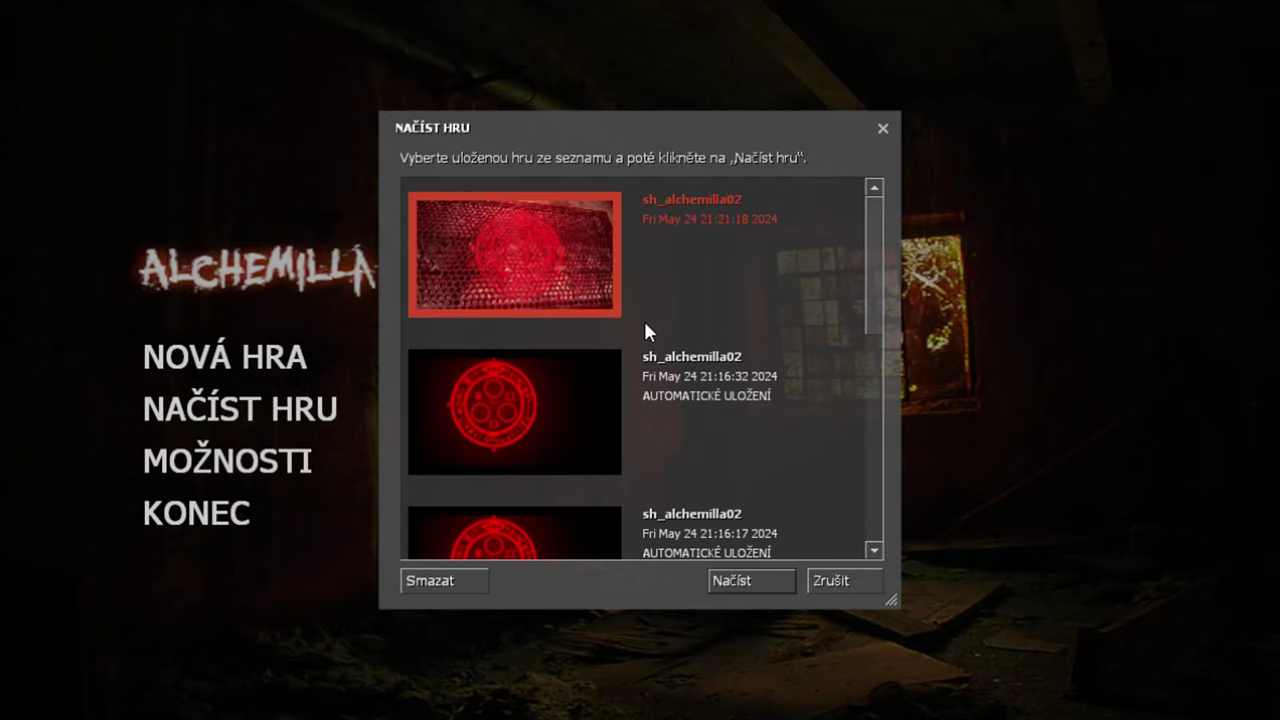 ALCHEMILLA
NOVÁ HRA
NAČÍST HRU
MOŽNOSTI
KONEC
NAČÍST HRU
Vyberte uloženou hru ze seznamu a poté klikněte na „Načíst hru“.
sh_alchemilla02
Fri May 24 21:21:18 2024
sh_alchemilla02
Fri May 24 21:16:32 2024
AUTOMATICKÉ ULOŽENÍ
sh_alchemilla02
Fri May 24 21:16:17 2024
AUTOMATICKÉ ULOŽENÍ
Smazat
Načíst
Zrušit